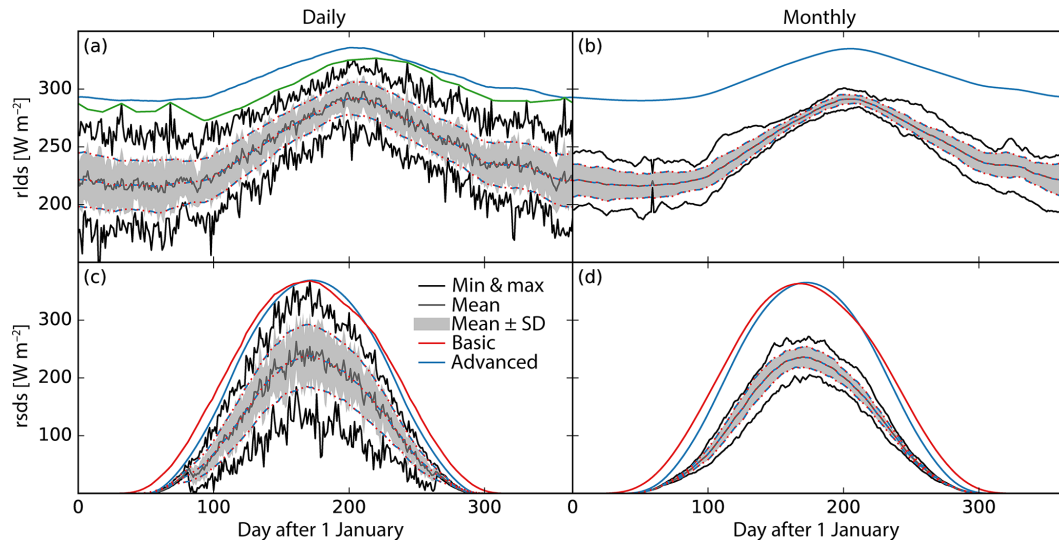 Daily
Monthly
(a)
(b)
rlds [W m⁻²]
300
250
200
(c)
(d)
Min & max
Mean
Mean ± SD
Basic
Advanced
rsds [W m⁻²]
300
200
100
0
100
200
300
0
100
200
300
Day after 1 January
Day after 1 January